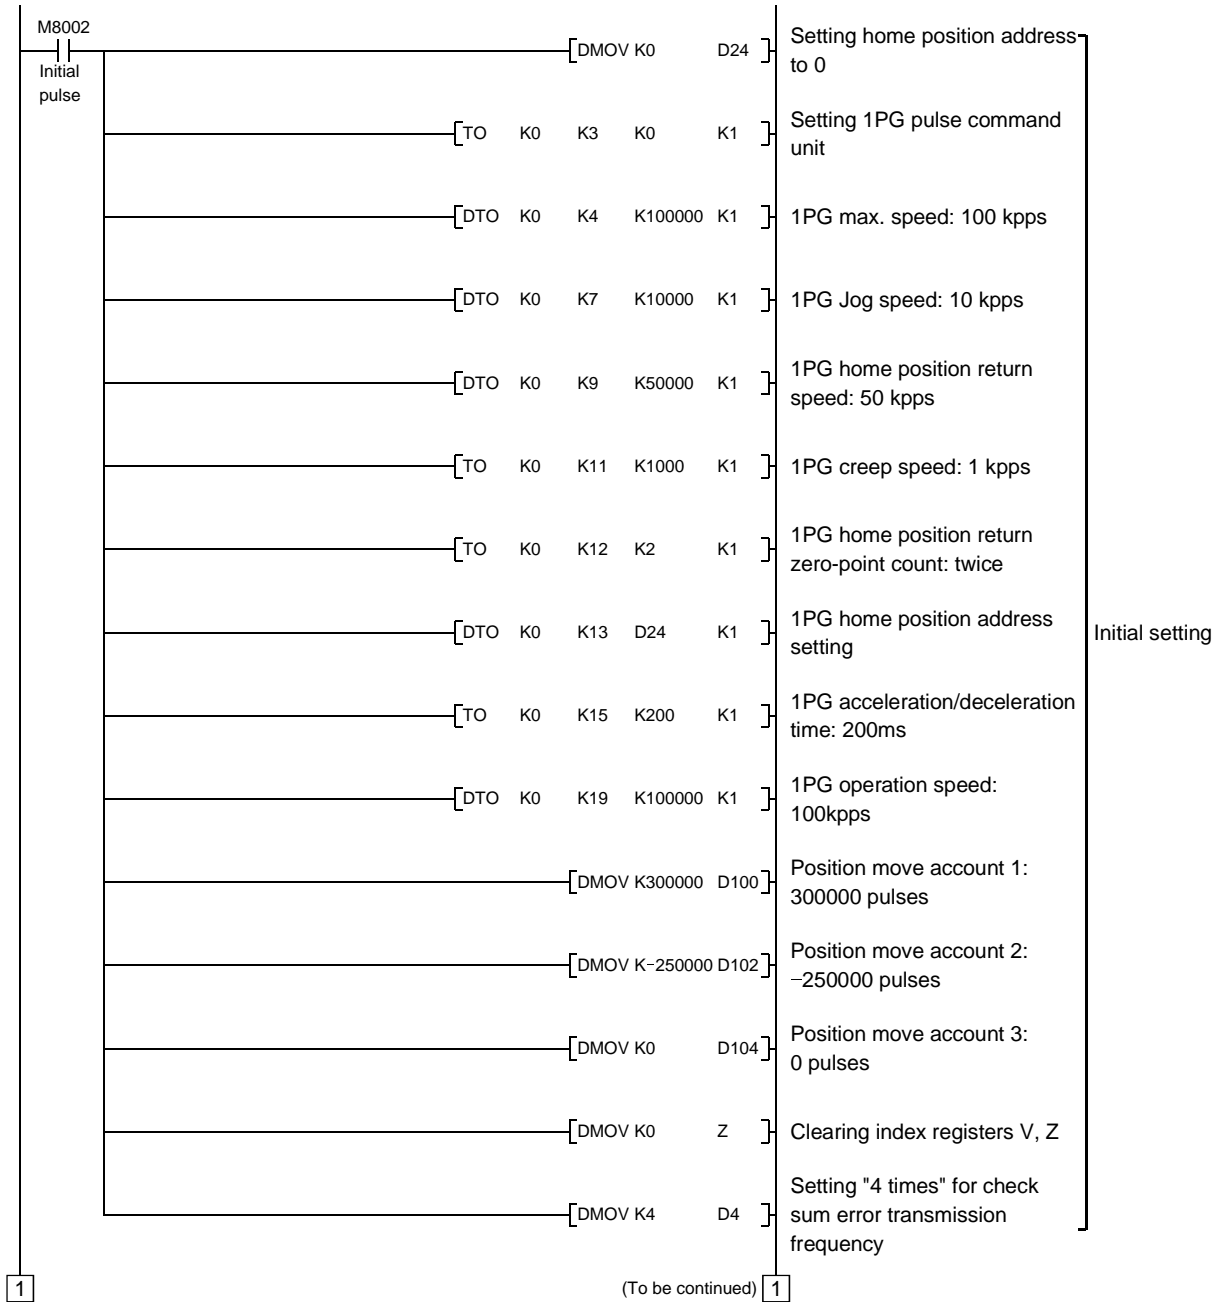 M8002
Initial
pulse
DMOV K0 D24
Setting home position address
to 0
TO K0 K3 K0 K1
Setting 1PG pulse command
unit
DTO K0 K4 K100000 K1
1PG max. speed: 100 kpps
DTO K0 K7 K10000 K1
1PG Jog speed: 10 kpps
DTO K0 K9 K50000 K1
1PG home position return
speed: 50 kpps
TO K0 K11 K1000 K1
1PG creep speed: 1 kpps
TO K0 K12 K2 K1
1PG home position return
zero-point count: twice
DTO K0 K13 D24 K1
1PG home position address
setting
Initial setting
TO K0 K15 K200 K1
1PG acceleration/deceleration
time: 200ms
DTO K0 K19 K100000 K1
1PG operation speed:
100kpps
DMOV K300000 D100
Position move account 1:
300000 pulses
DMOV K−250000 D102
Position move account 2:
−250000 pulses
DMOV K0 D104
Position move account 3:
0 pulses
DMOV K0 Z
Clearing index registers V, Z
DMOV K4 D4
Setting "4 times" for check
sum error transmission
frequency
1
(To be continued) 1